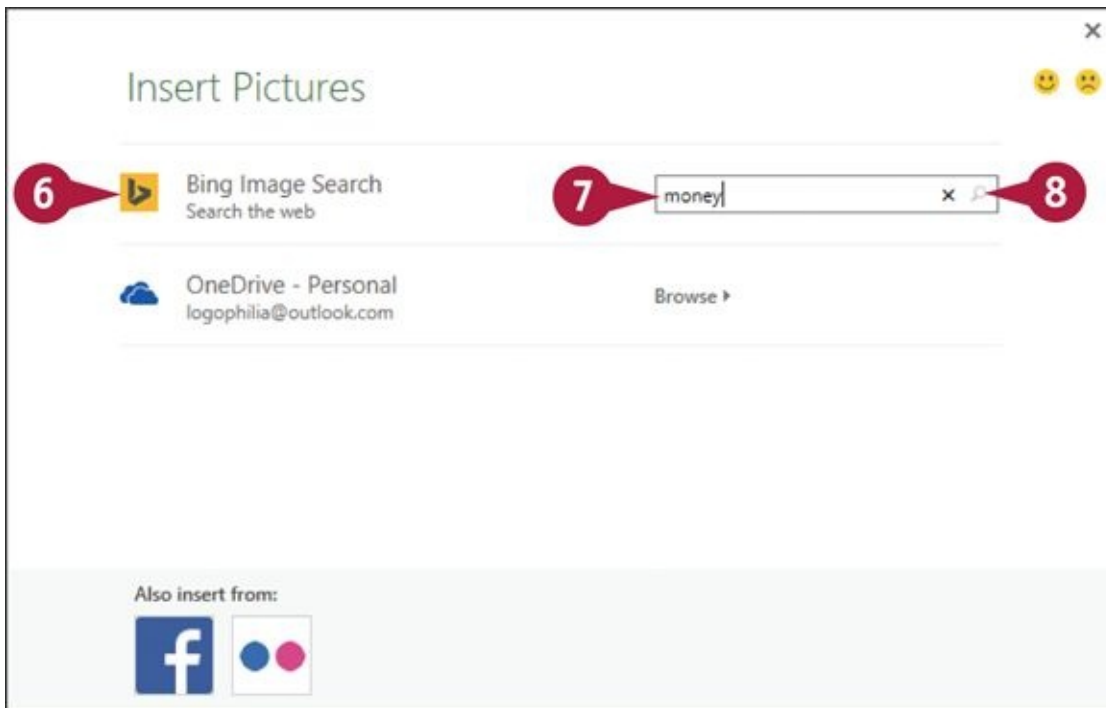 Insert Pictures
6
Bing Image Search
Search the web
7
money
8
OneDrive - Personal
logophilia@outlook.com
Browse
Also insert from: